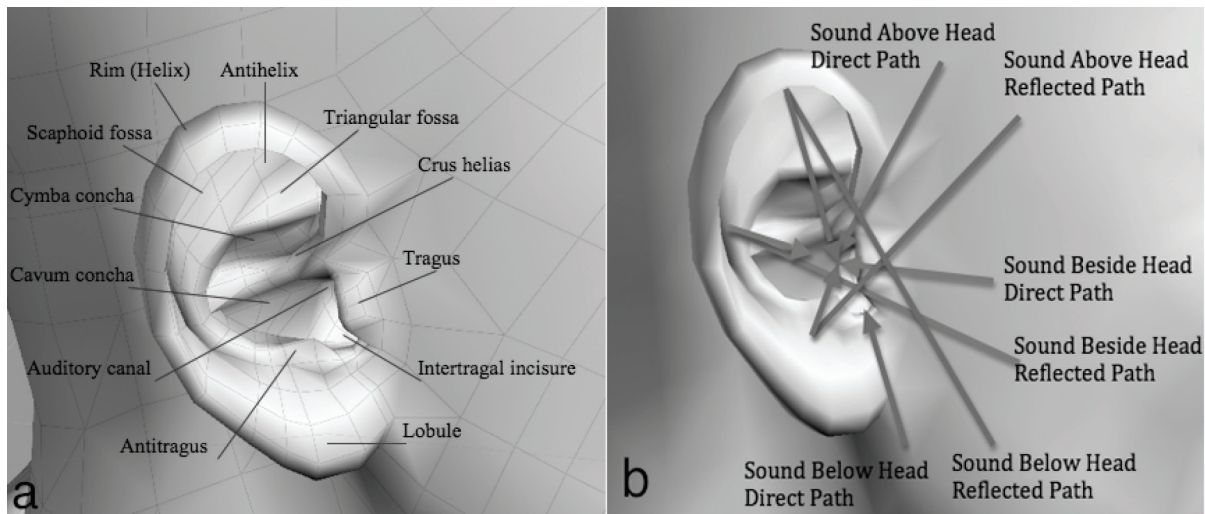 Rim (Helix)
Antihelix
Scaphoid fossa
Triangular fossa
Crus helias
Cymba concha
Tragus
Cavum concha
Auditory canal
Intertragal incisure
Antitragus
Lobule
a
Sound Above Head
Direct Path
Sound Above Head
Reflected Path
Sound Beside Head
Direct Path
Sound Beside Head
Reflected Path
Sound Below Head
Direct Path
Sound Below Head
Reflected Path
b